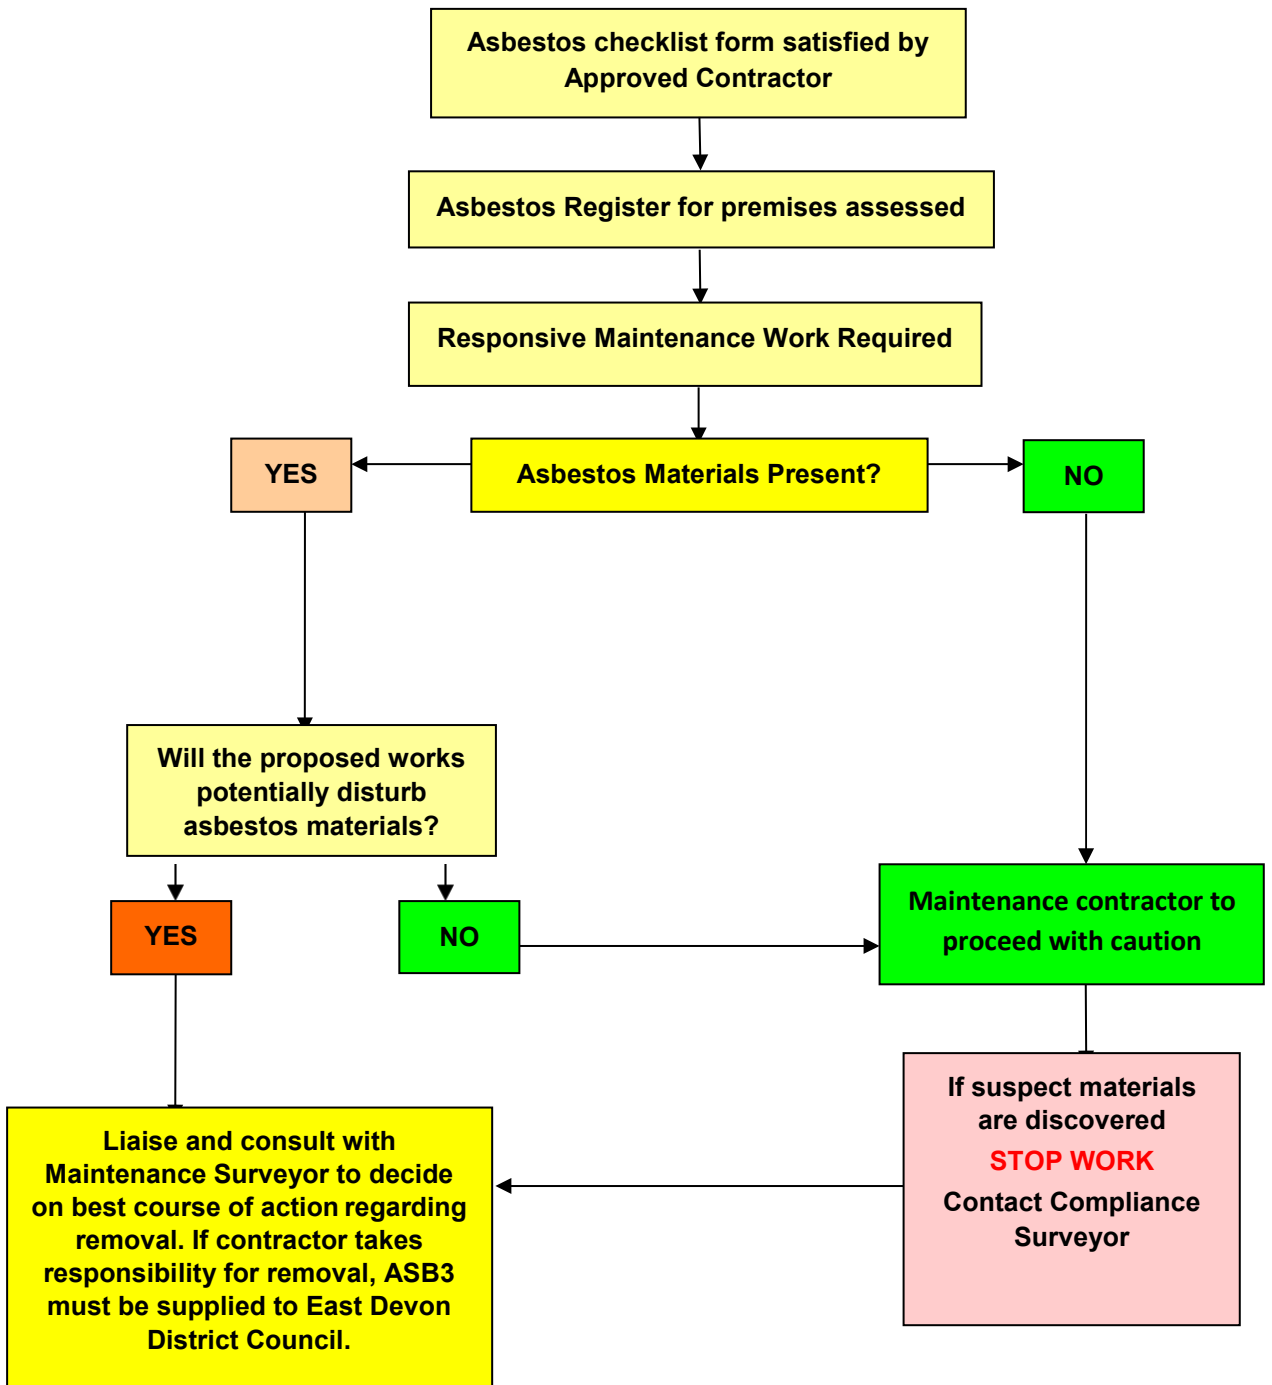 Asbestos checklist form satisfied by
Approved Contractor
Asbestos Register for premises assessed
Responsive Maintenance Work Required
YES
Asbestos Materials Present?
NO
Will the proposed works
potentially disturb
asbestos materials?
YES
NO
Maintenance contractor to
proceed with caution
If suspect materials
are discovered
STOP WORK
Contact Compliance
Surveyor
Liaise and consult with
Maintenance Surveyor to decide
on best course of action regarding
removal. If contractor takes
responsibility for removal, ASB3
must be supplied to East Devon
District Council.